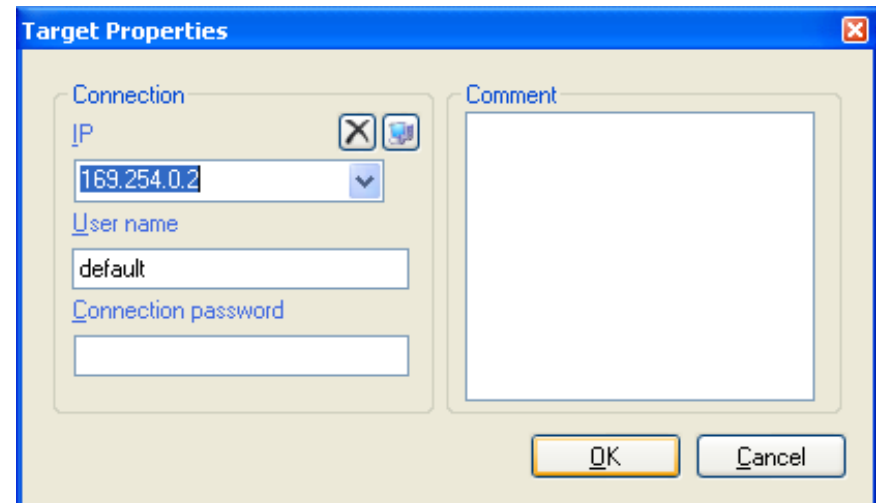 Target Properties
Connection
IP
169.254.0.2
User name
default
Connection password
Comment
OK
Cancel